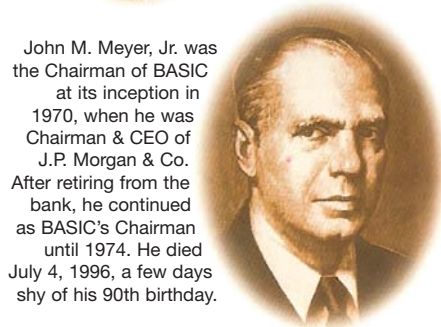 John M. Meyer, Jr. was
the Chairman of BASIC
at its inception in
1970, when he was
Chairman & CEO of
J.P. Morgan & Co.
After retiring from the
bank, he continued
as BASIC's Chairman
until 1974. He died
July 4, 1996, a few days
shy of his 90th birthday.